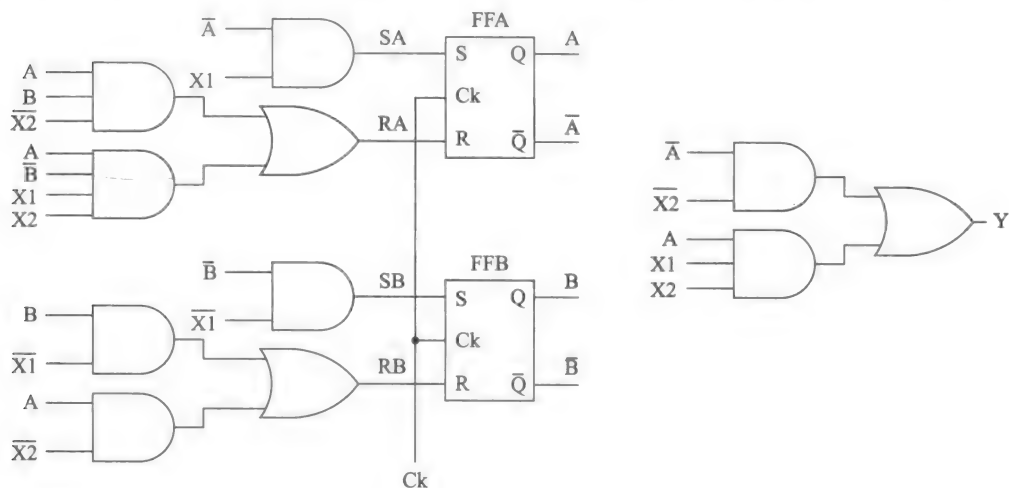 FFA
A̅
SA
S
Q
A
X1
A
B
X̅2̅
Ck
RA
R
Q̅
A̅
A
B̅
X1
X2
A̅
X̅2̅
Y
A
X1
X2
FFB
B̅
SB
S
Q
B
X̅1̅
B
Ck
X̅1̅
RB
R
Q̅
B̅
A
X̅2̅
Ck